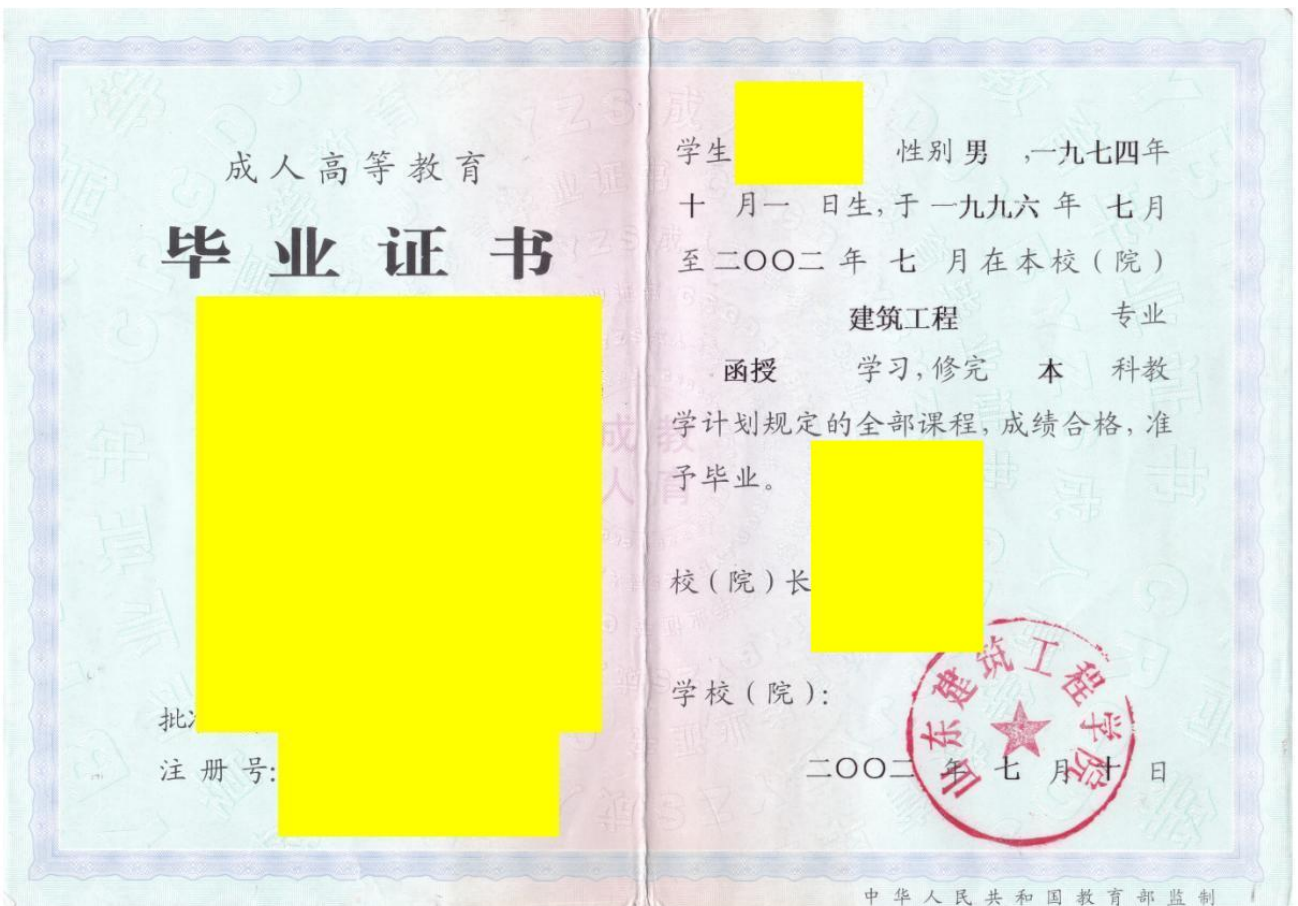 成人高等教育
毕业证书
批
注册号:
学生 性别 男 ,一九七四年
十 月一 日生,于 一九九六 年 七月
至二〇〇二 年 七 月在本校(院)
建筑工程 专业
函授 学习,修完 本 科教
学计划规定的全部课程,成绩合格,准
予毕业。
校(院)长
学校(院):
山东建筑工程学院
二〇〇二 年 七 月 十 日
中华人民共和国教育部监制